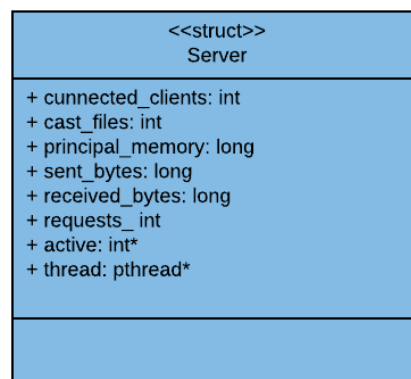 <<struct>>
Server
+ cunnected_clients: int
+ cast_files: int
+ principal_memory: long
+ sent_bytes: long
+ received_bytes: long
+ requests_ int
+ active: int*
+ thread: pthread*